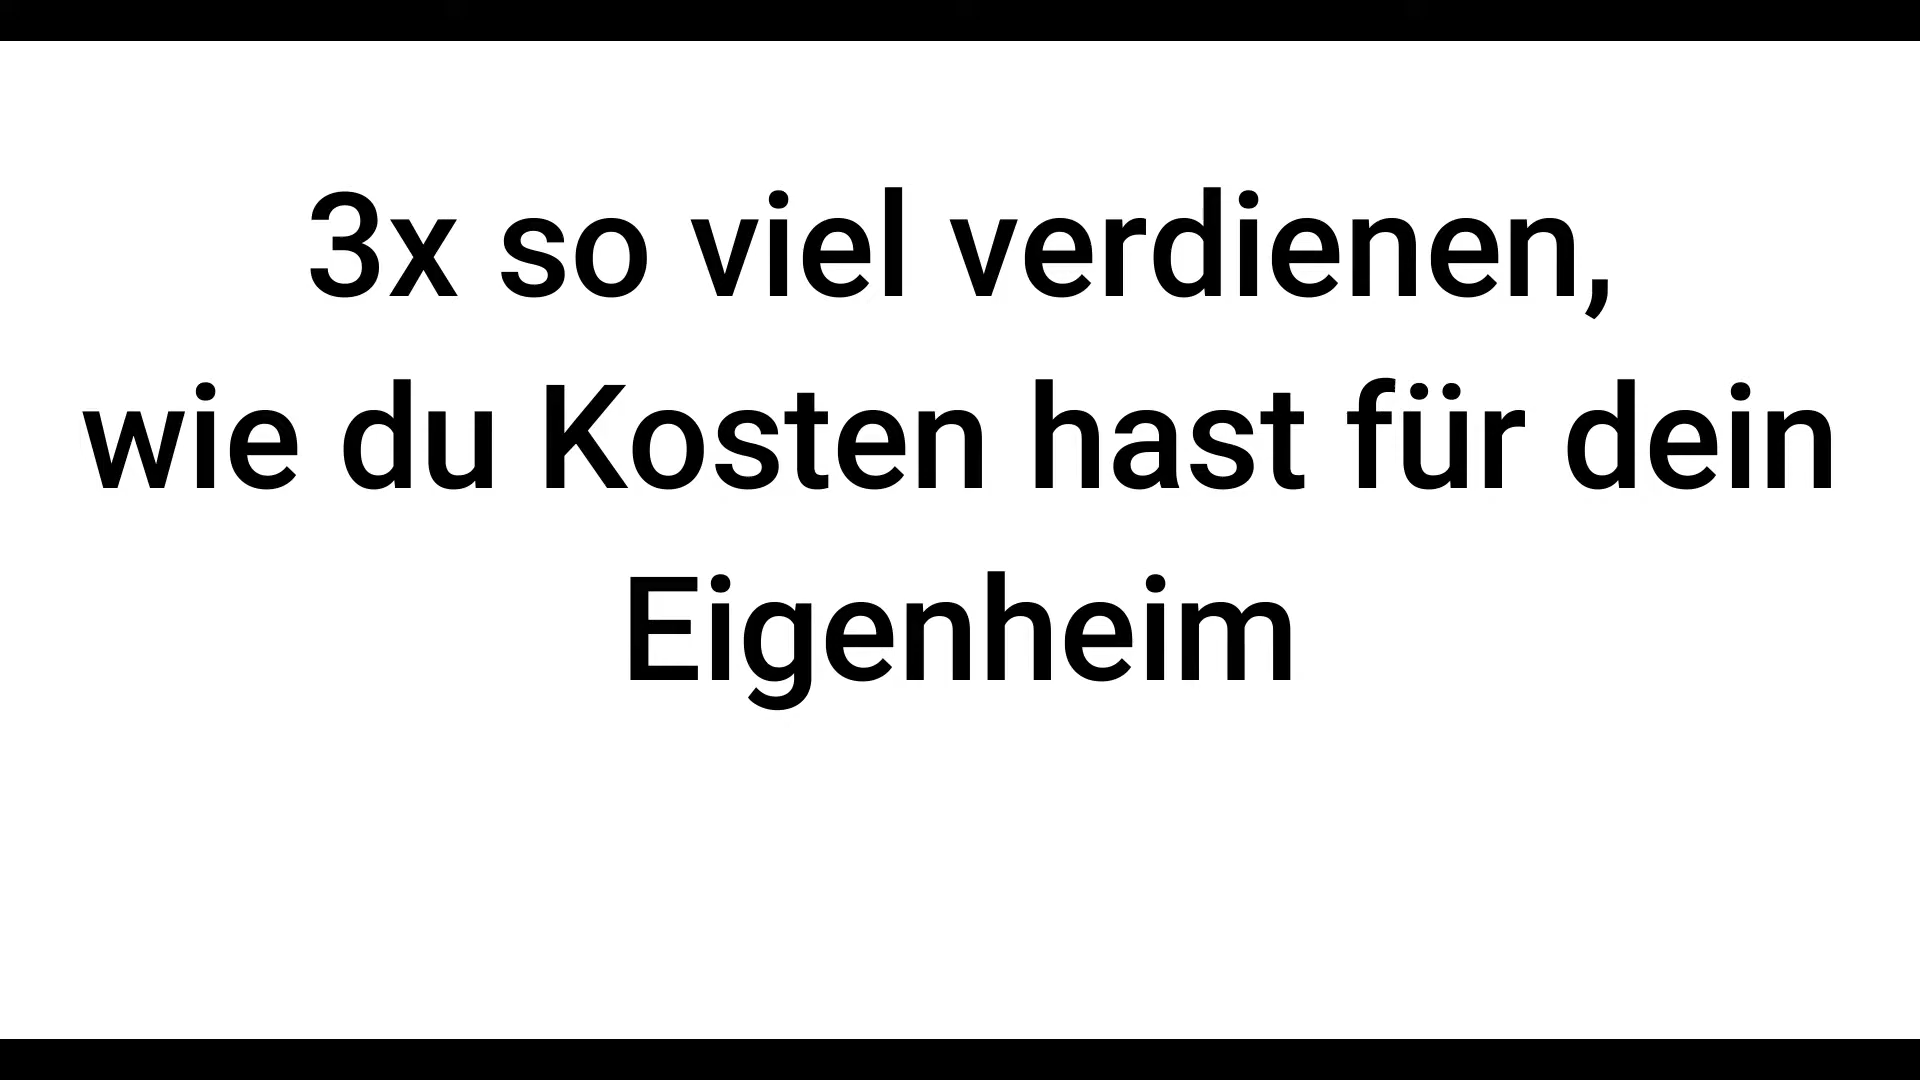 3x so viel verdienen,
wie du Kosten hast für dein
Eigenheim